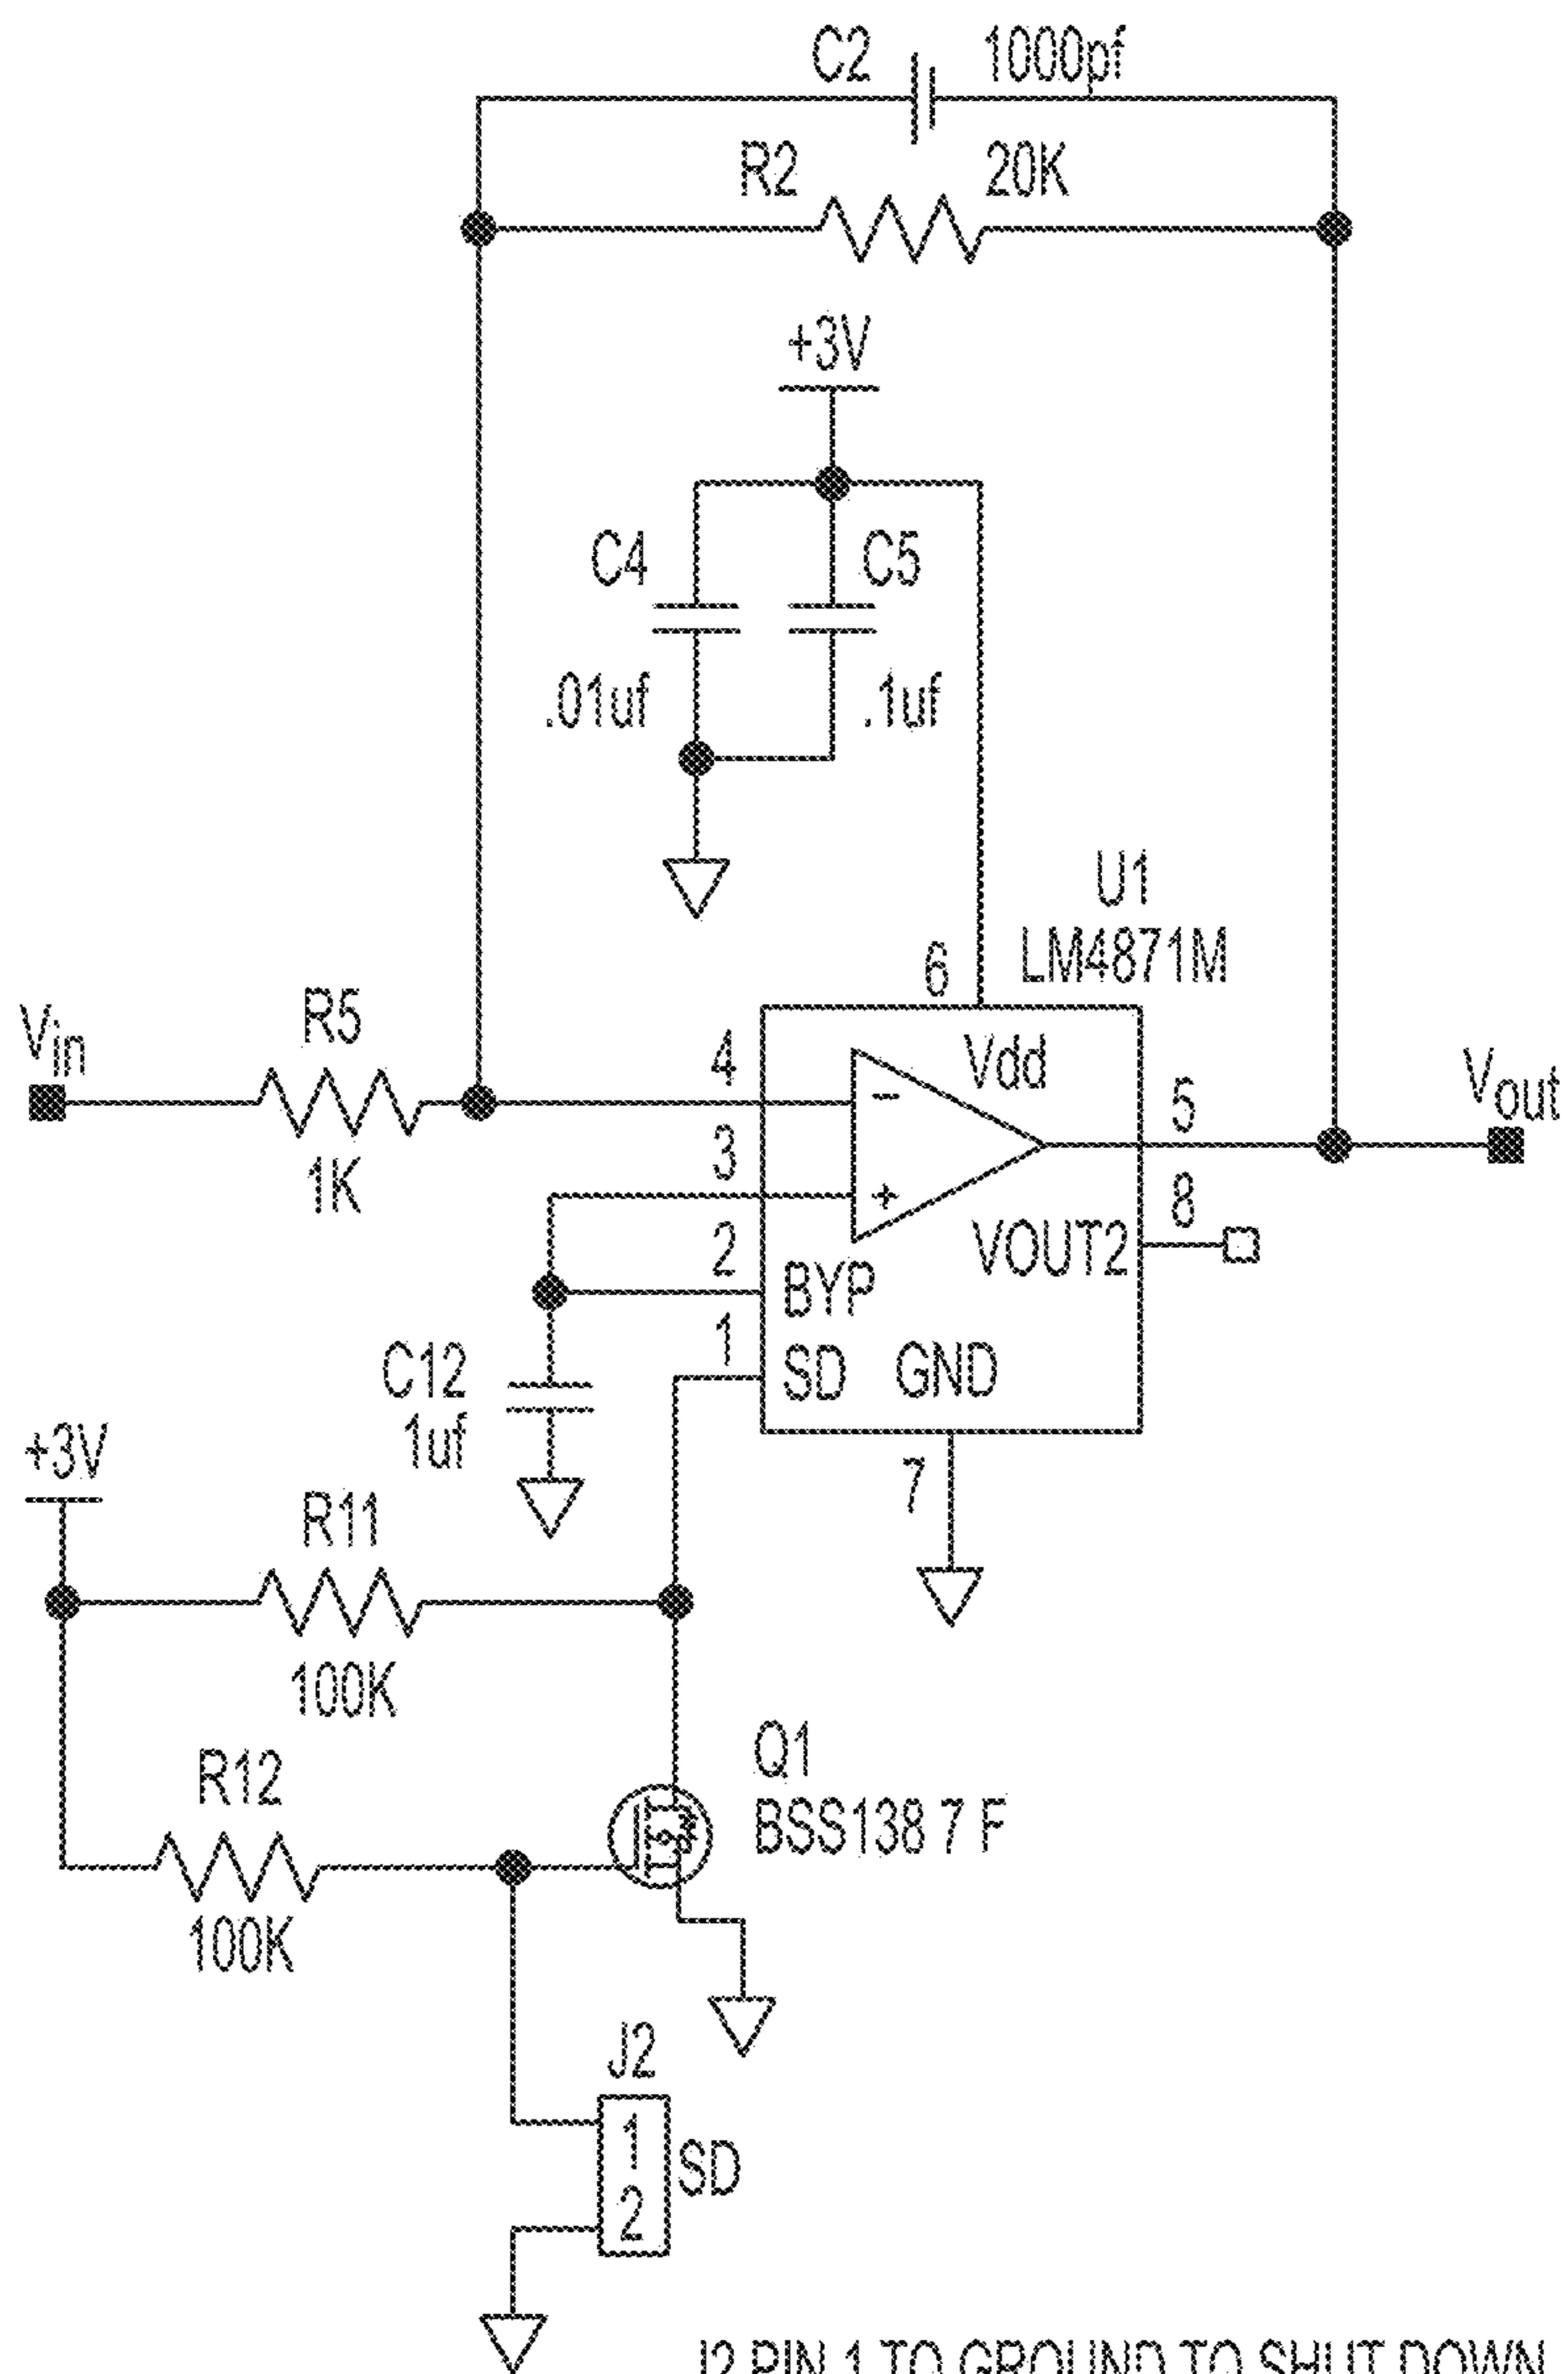 C2 1000pf
R2 20K
+3V
C4 C5
.01uf .1uf
U1
LM4871M
6
Vin R5 4 Vdd 5 Vout
1K 3 − +
8
2 BYP VOUT2
1 SD GND
C12
1uf
7
+3V
R11
100K
Q1
BSS138 7 F
R12
100K
J2
1
SD
2
J2 PIN 1 TO GROUND TO SHUT DOWN